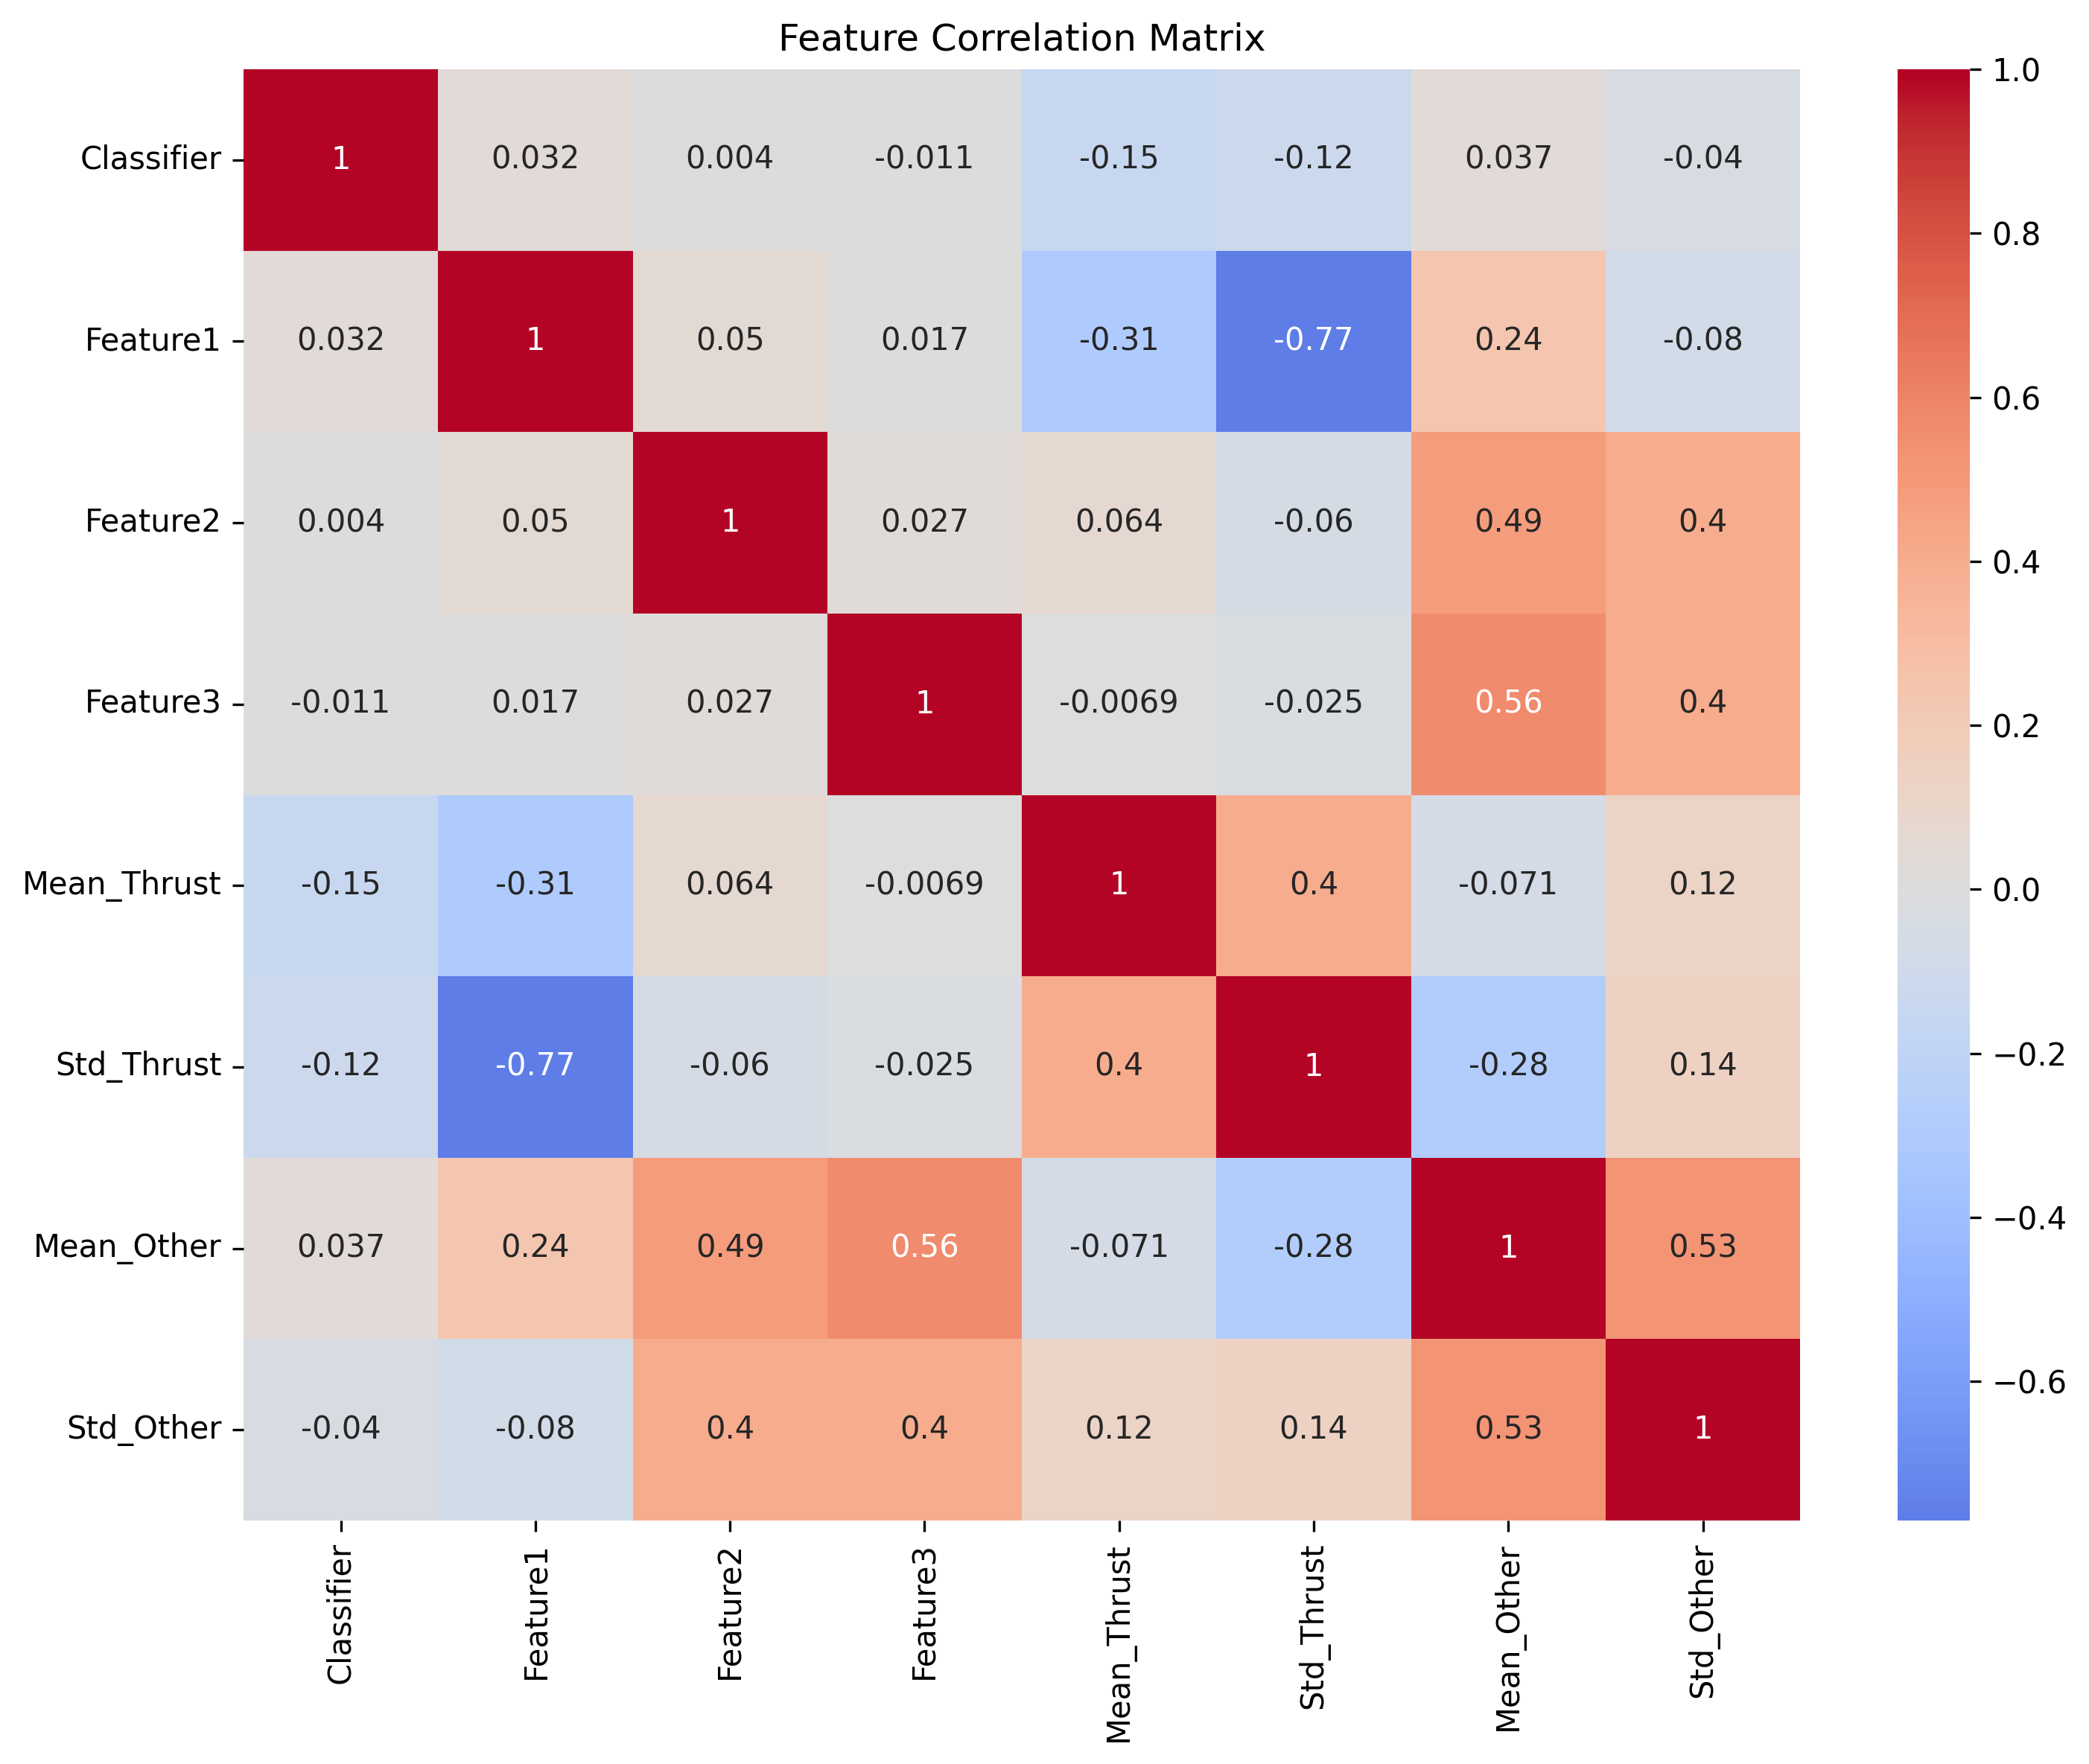 Feature Correlation Matrix
Classifier 1 0.032 0.004 -0.011 -0.15 -0.12 0.037 -0.04
Feature1 0.032 1 0.05 0.017 -0.31 -0.77 0.24 -0.08
Feature2 0.004 0.05 1 0.027 0.064 -0.06 0.49 0.4
Feature3 -0.011 0.017 0.027 1 -0.0069 -0.025 0.56 0.4
Mean_Thrust -0.15 -0.31 0.064 -0.0069 1 0.4 -0.071 0.12
Std_Thrust -0.12 -0.77 -0.06 -0.025 0.4 1 -0.28 0.14
Mean_Other 0.037 0.24 0.49 0.56 -0.071 -0.28 1 0.53
Std_Other -0.04 -0.08 0.4 0.4 0.12 0.14 0.53 1
Classifier Feature1 Feature2 Feature3 Mean_Thrust Std_Thrust Mean_Other Std_Other
1.0
0.8
0.6
0.4
0.2
0.0
−0.2
−0.4
−0.6